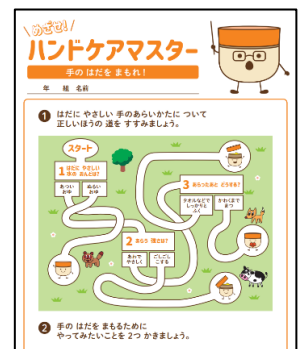 めざせ!
ハンドケアマスター
手の はだを まもれ!
年 組 名前
1 はだに やさしい 手のあらいかたに ついて
正しいほうの 道を すすみましょう。
スタート
1 はだに やさしい
手の おんどは?
あつい
おゆ
ぬるい
おゆ
3 あらったあと どうする?
タオルなどで
しっかりと
ふく
かわくまで
まつ
2 あらう 強さは?
あわで
やさしく
ごしごし
こする
2 手の はだを まもるために
やってみたいことを 2つ かきましょう。